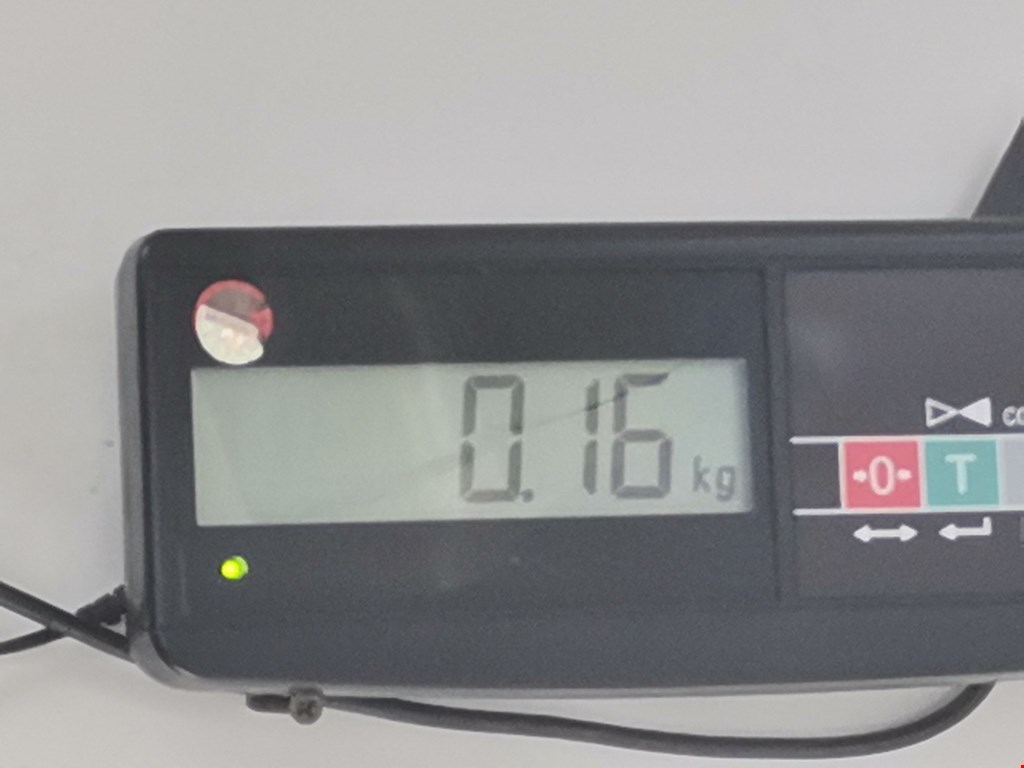 0.16 kg
→0←
T